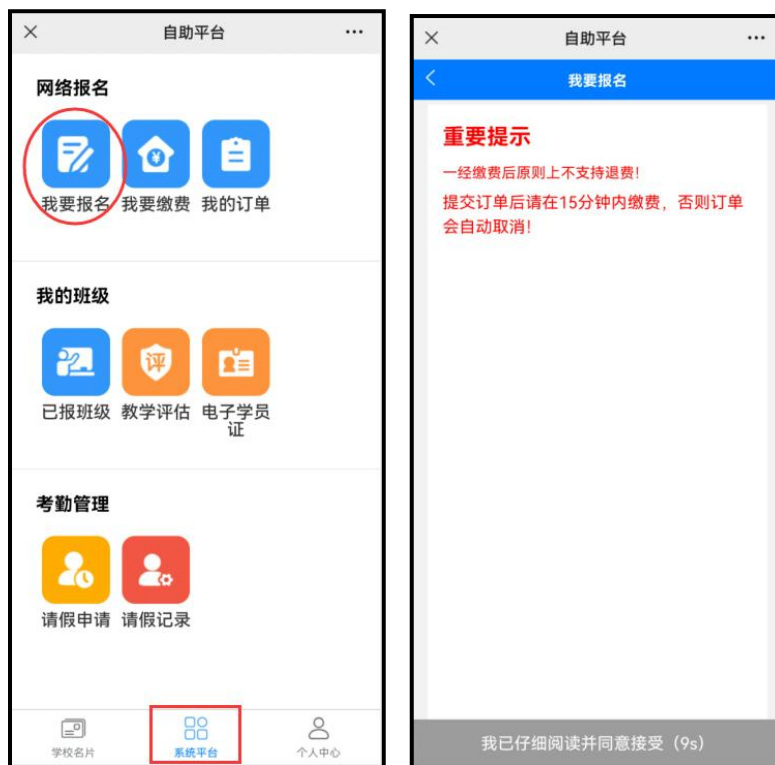 自助平台
网络报名
我要报名 我要缴费 我的订单
我的班级
评
已报班级 教学评估 电子学员
证
考勤管理
请假申请 请假记录
学校名片 系统平台 个人中心
自助平台
我要报名
重要提示
一经缴费后原则上不支持退费!
提交订单后请在15分钟内缴费，否则订单
会自动取消!
我已仔细阅读并同意接受（9s）